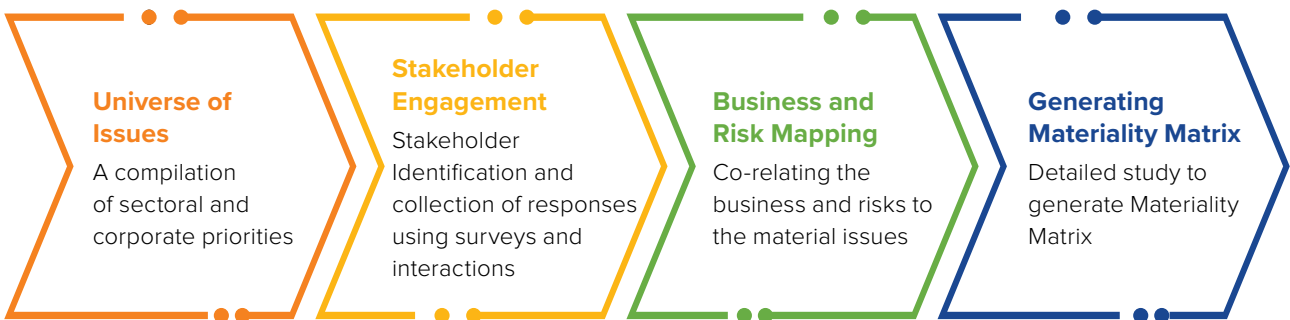 Universe of
Issues
A compilation
of sectoral and
corporate priorities
Stakeholder
Engagement
Stakeholder
Identification and
collection of responses
using surveys and
interactions
Business and
Risk Mapping
Co-relating the
business and risks to
the material issues
Generating
Materiality Matrix
Detailed study to
generate Materiality
Matrix